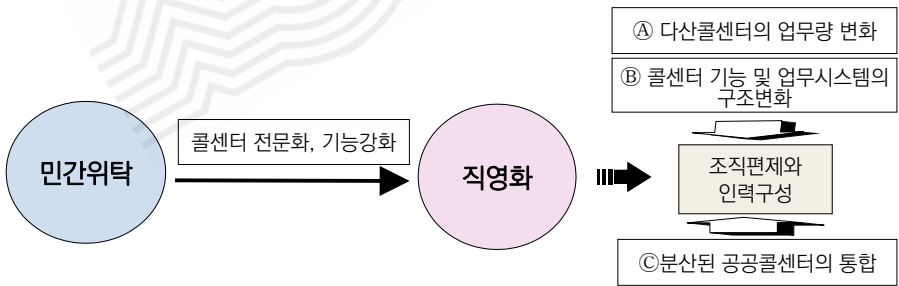 Ⓐ 다산콜센터의 업무량 변화
Ⓑ 콜센터 기능 및 업무시스템의
구조변화
콜센터 전문화, 기능강화
민간위탁
직영화
조직편제와
인력구성
Ⓒ분산된 공공콜센터의 통합